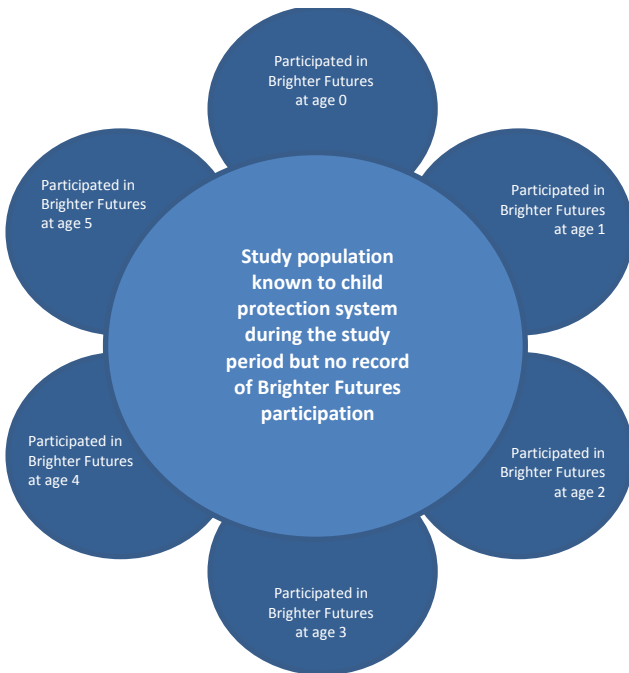 Participated in
Brighter Futures
at age 0
Participated in
Brighter Futures
at age 5
Participated in
Brighter Futures
at age 1
Study population
known to child
protection system
during the study
period but no record
of Brighter Futures
participation
Participated in
Brighter Futures
at age 4
Participated in
Brighter Futures
at age 2
Participated in
Brighter Futures
at age 3